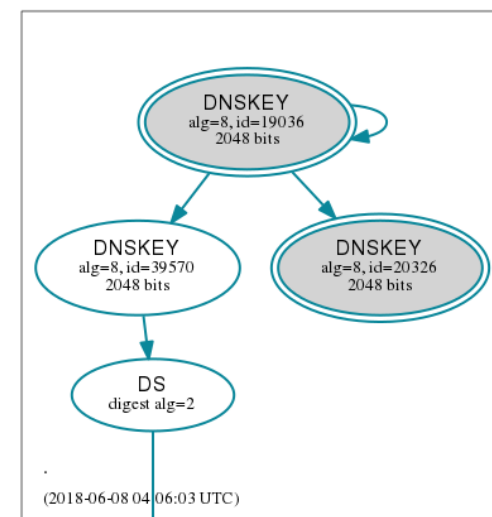 DNSKEY
alg=8, id=19036
2048 bits
DNSKEY
alg=8, id=39570
2048 bits
DNSKEY
alg=8, id=20326
2048 bits
DS
digest alg=2
.
(2018-06-08 04:06:03 UTC)